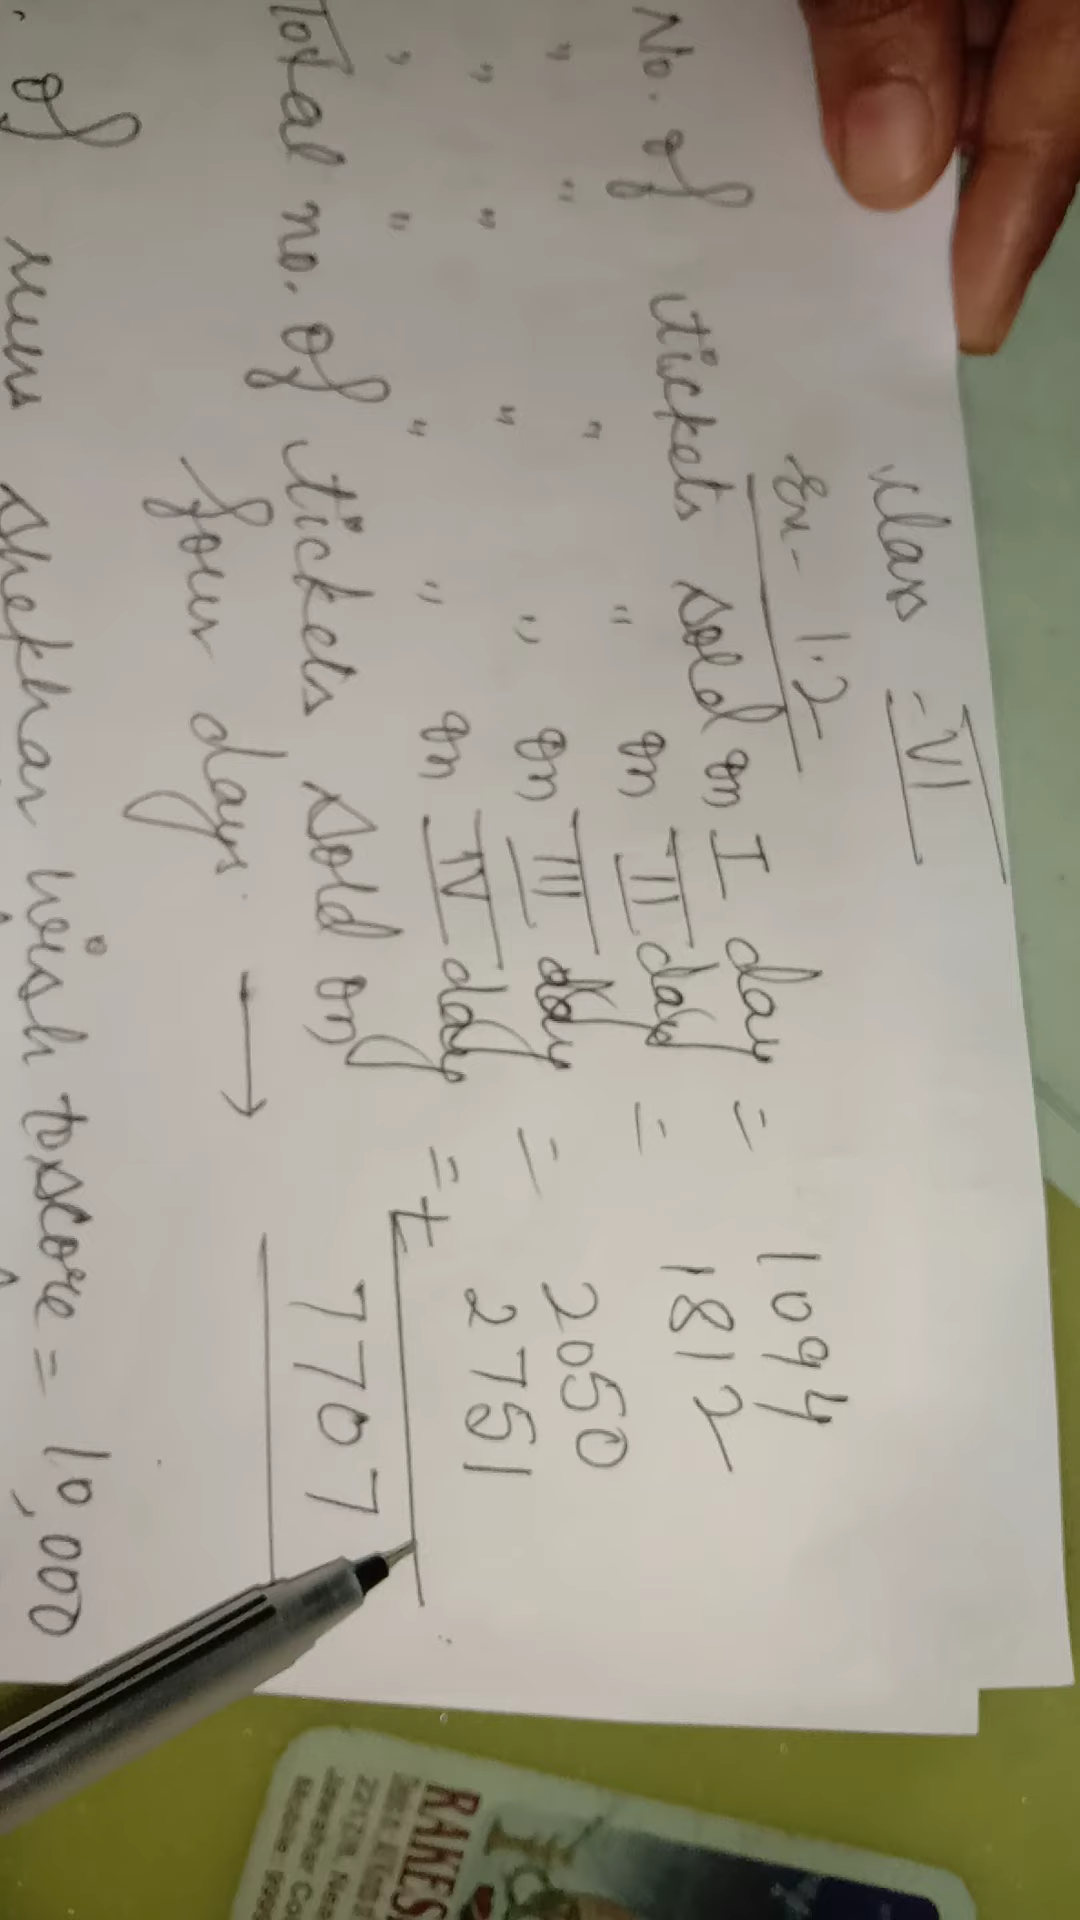 Class - VI
Ex - 1.2
No. of tickets sold on I day = 1094
" " " " on II day = 1812
" " " " on III day = 2050
" " " " on IV day = + 2751
Total no. of tickets sold on
four days. → 7707
. of runs shekhar wish to score = 10,000
RAKES